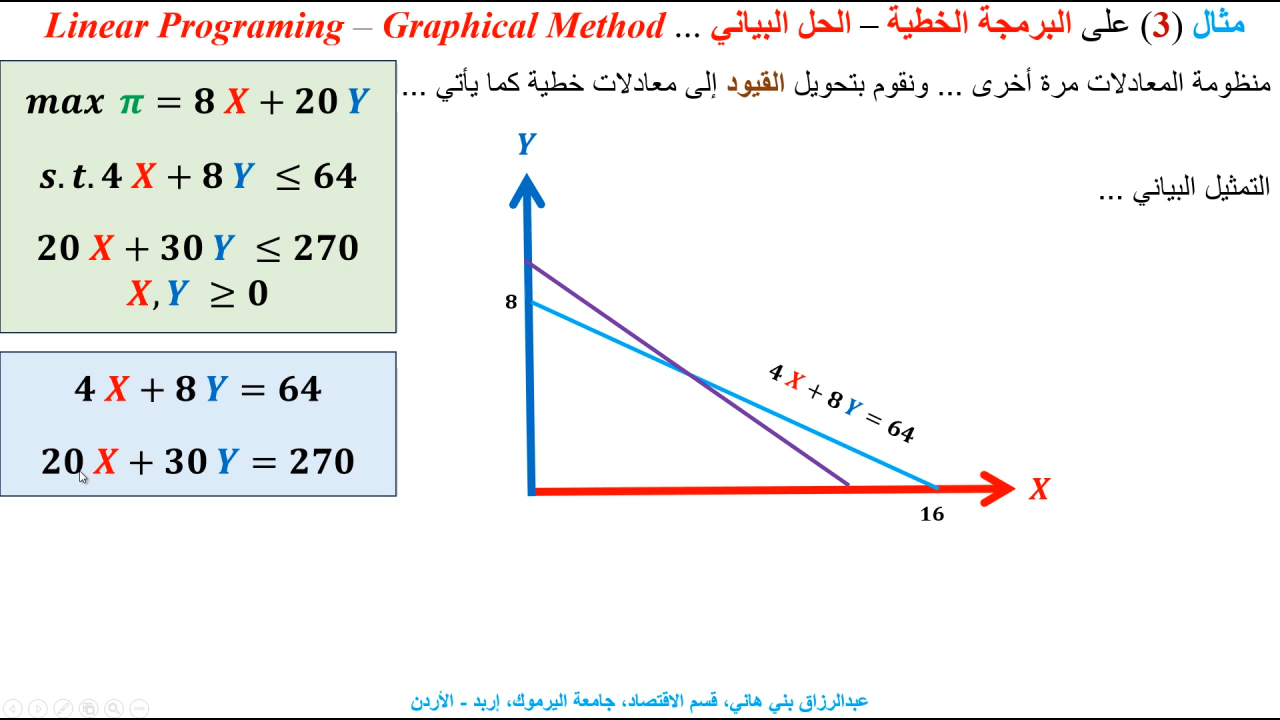 مثال (3) على البرمجة الخطية – الحل البياني ... Linear Programing – Graphical Method
منظومة المعادلات مرة أخرى ... ونقوم بتحويل القيود إلى معادلات خطية كما يأتي ...
max π = 8 X + 20 Y
s.t. 4 X + 8 Y ≤ 64
20 X + 30 Y ≤ 270
X, Y ≥ 0
4 X + 8 Y = 64
20 X + 30 Y = 270
التمثيل البياني ...
Y
8
4 X + 8 Y = 64
X
16
عبدالرزاق بني هاني، قسم الاقتصاد، جامعة اليرموك، إربد - الأردن